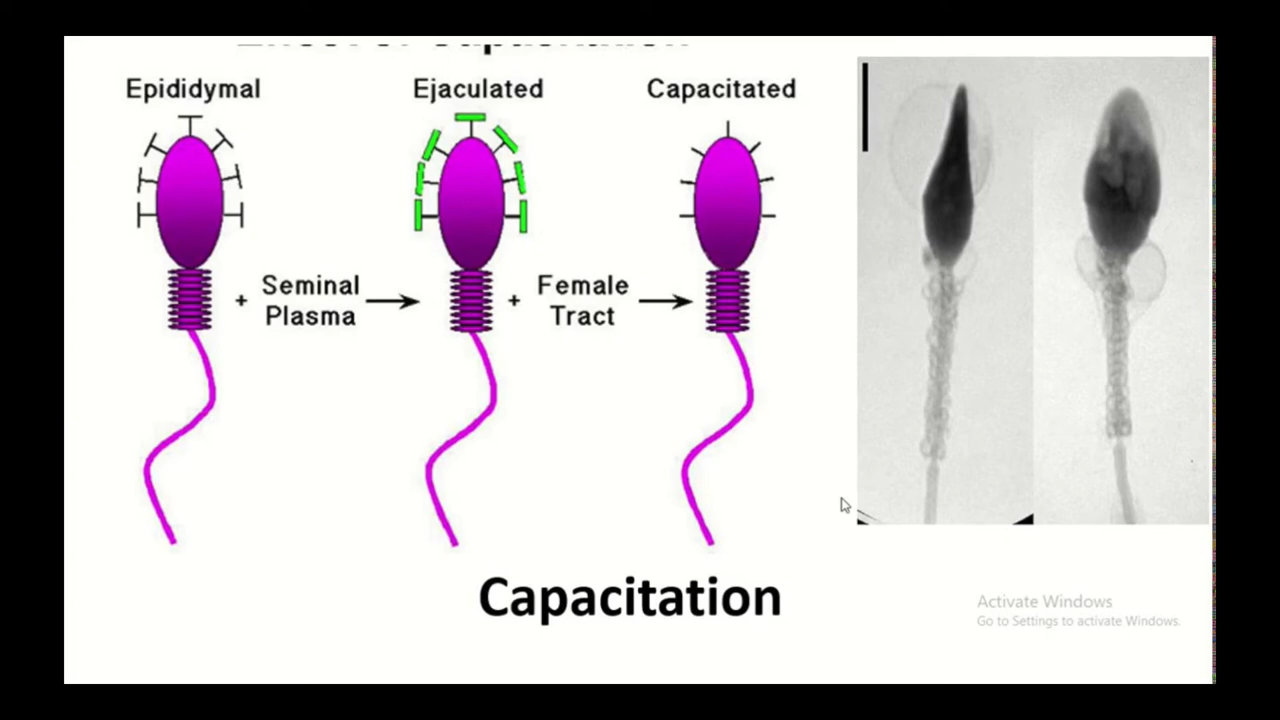 Epididymal
Ejaculated
Capacitated
+ Seminal
Plasma
+ Female
Tract
Capacitation
Activate Windows
Go to Settings to activate Windows.